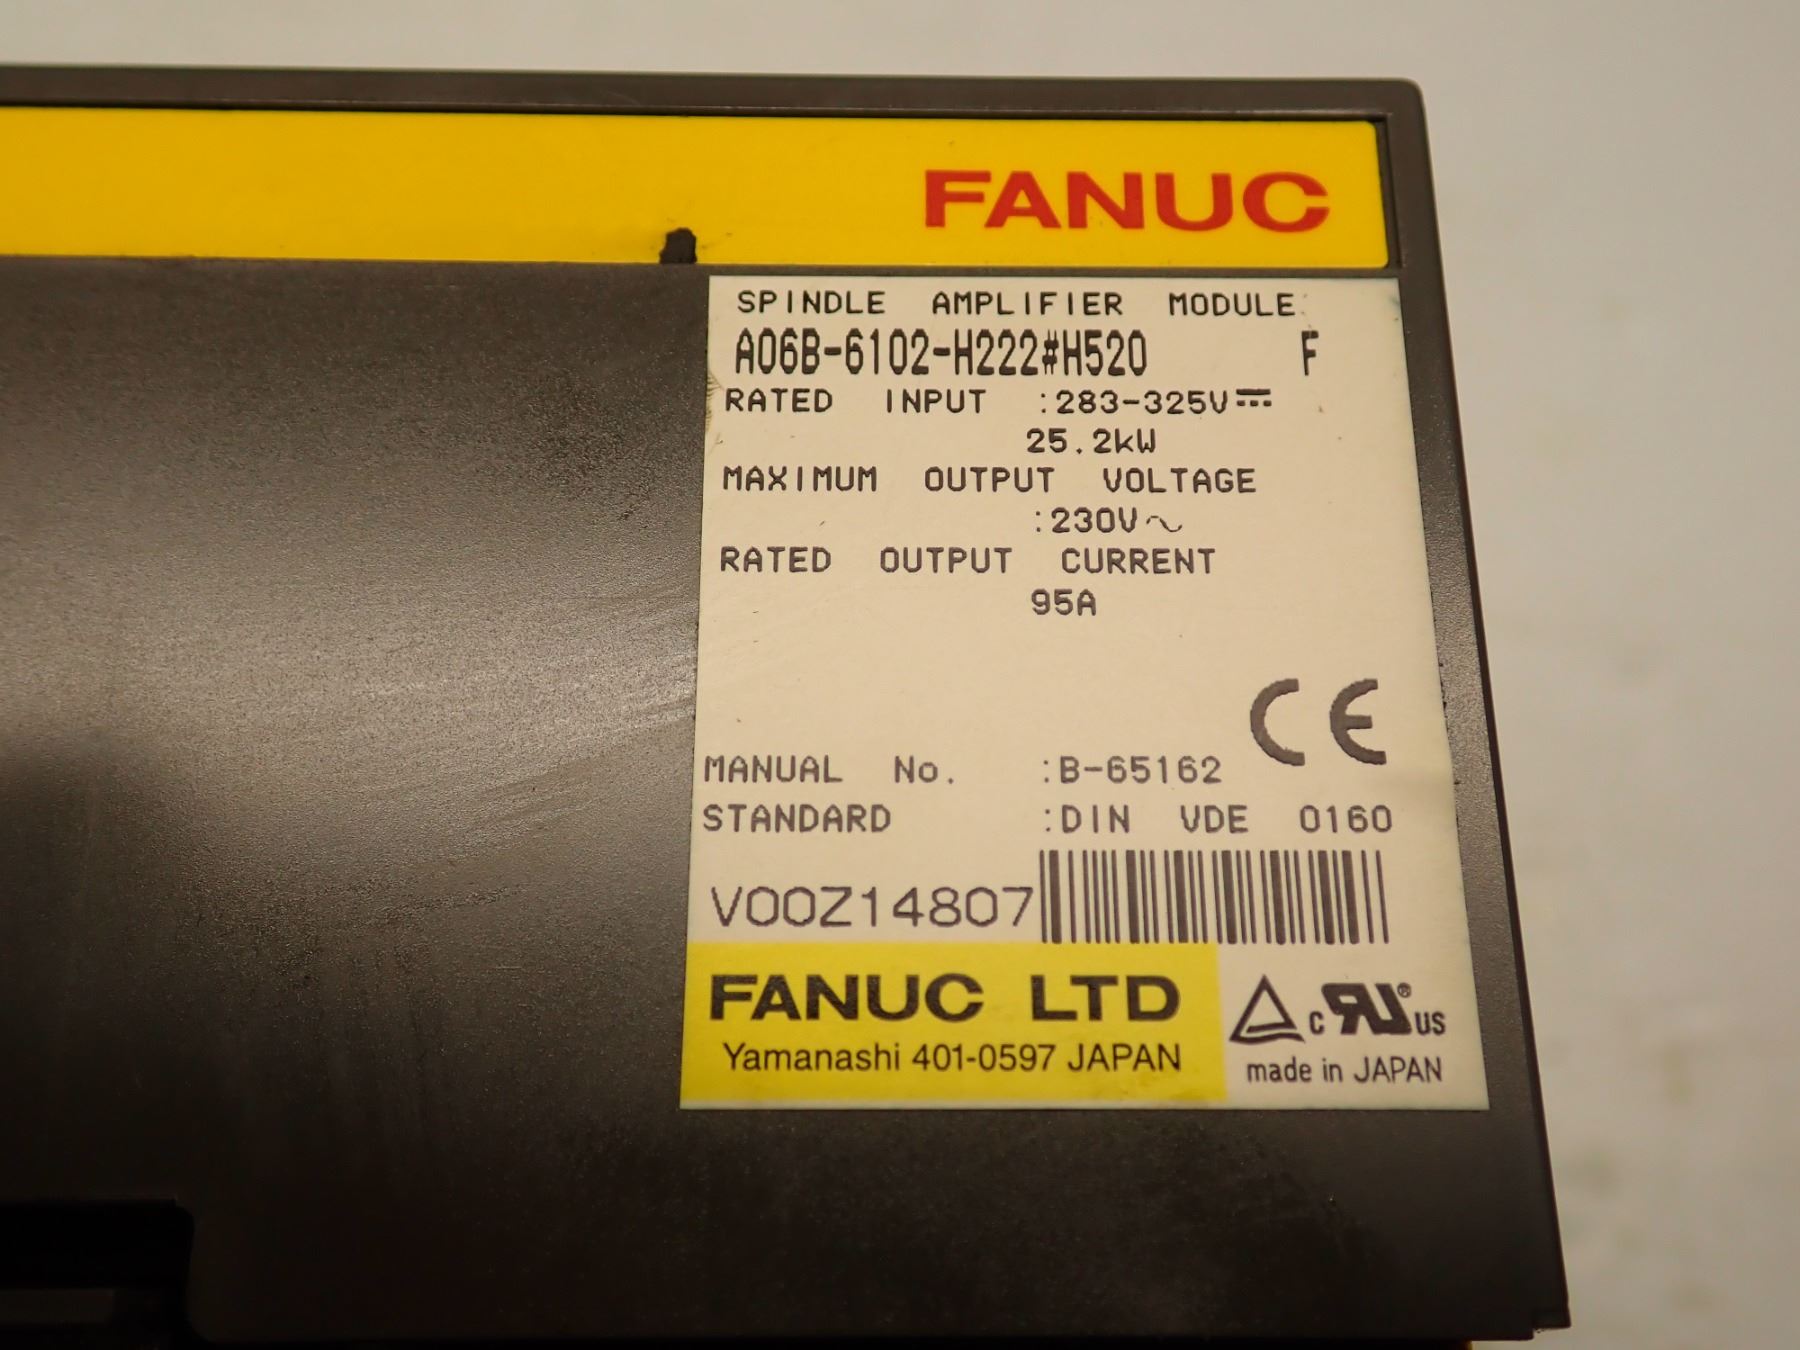 FANUC
SPINDLE AMPLIFIER MODULE
A06B-6102-H222#H520 F
RATED INPUT :283-325V⎓
25.2kW
MAXIMUM OUTPUT VOLTAGE
:230V~
RATED OUTPUT CURRENT
95A
CE
MANUAL No. :B-65162
STANDARD :DIN VDE 0160
V00Z14807
FANUC LTD
Yamanashi 401-0597 JAPAN
c RU® US
made in JAPAN